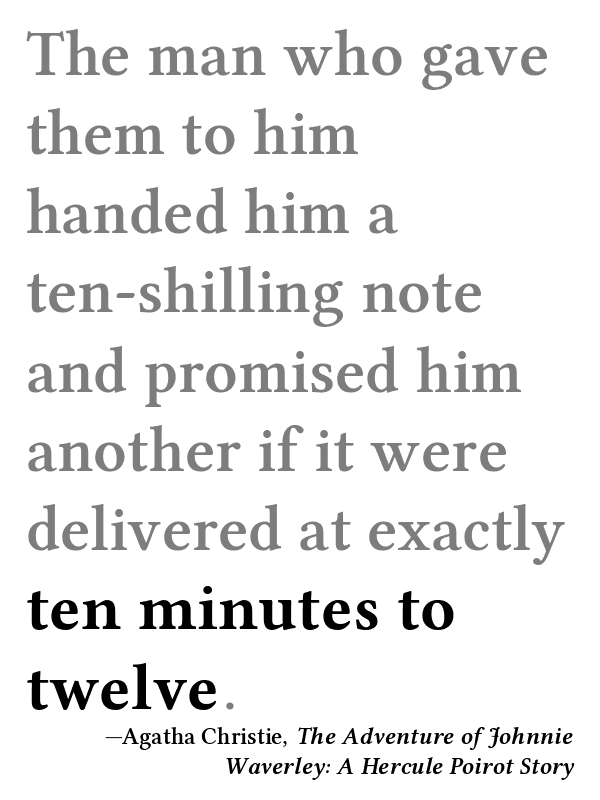 The man who gave
them to him
handed him a
ten-shilling note
and promised him
another if it were
delivered at exactly
ten minutes to
twelve.
—Agatha Christie, The Adventure of Johnnie
Waverley: A Hercule Poirot Story